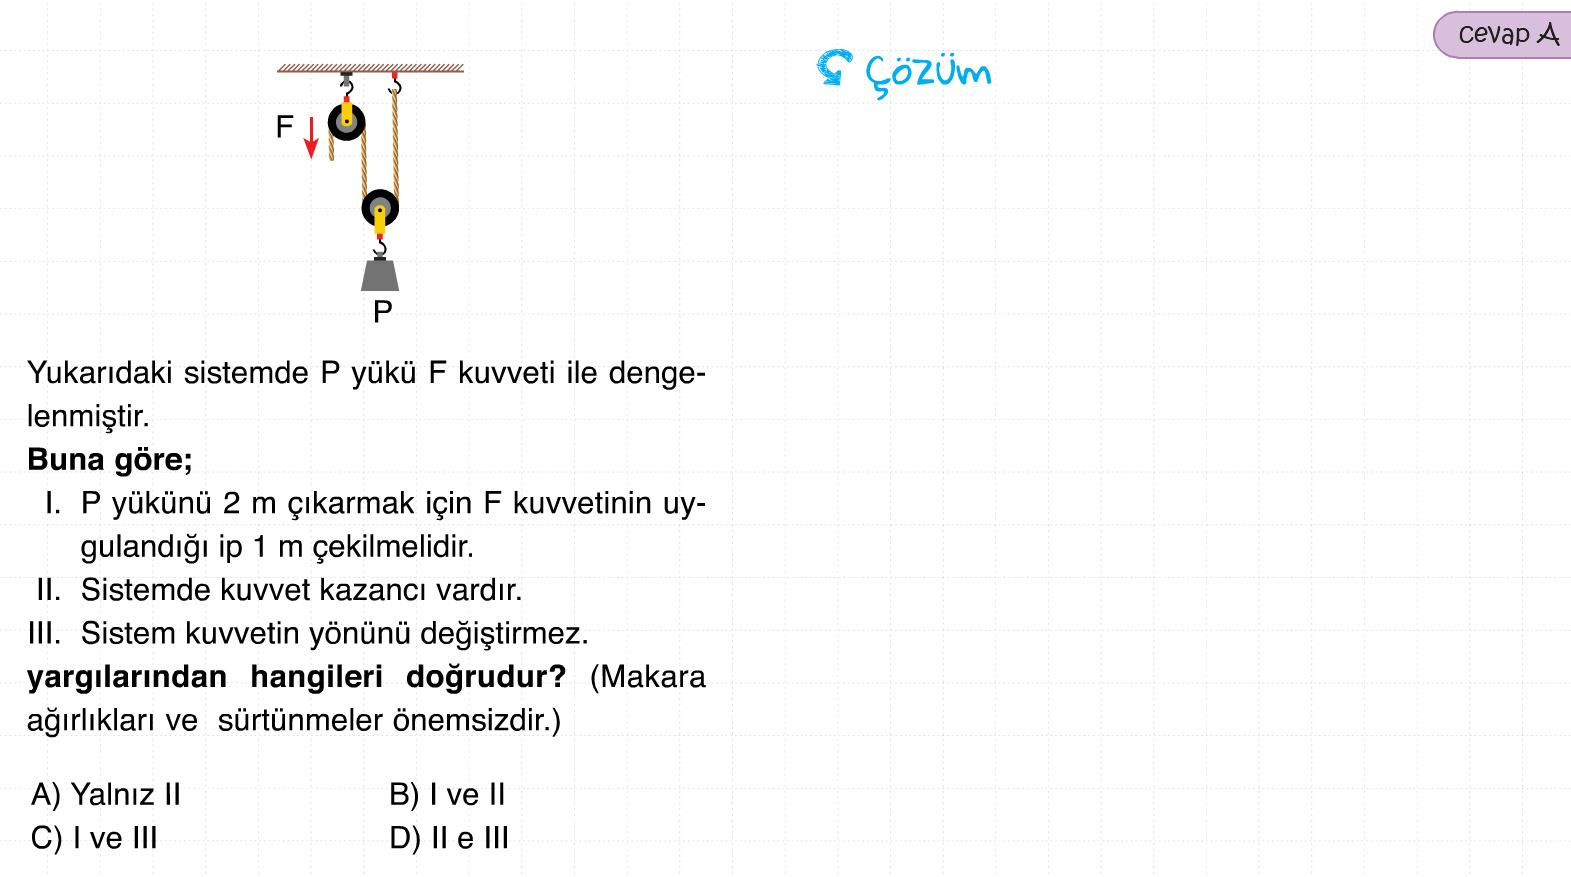 cevap A
Çözüm
F
P
Yukarıdaki sistemde P yükü F kuvveti ile denge-
lenmiştir.
Buna göre;
I. P yükünü 2 m çıkarmak için F kuvvetinin uy-
gulandığı ip 1 m çekilmelidir.
II. Sistemde kuvvet kazancı vardır.
III. Sistem kuvvetin yönünü değiştirmez.
yargılarından hangileri doğrudur? (Makara
ağırlıkları ve sürtünmeler önemsizdir.)
A) Yalnız II B) I ve II
C) I ve III D) II e III